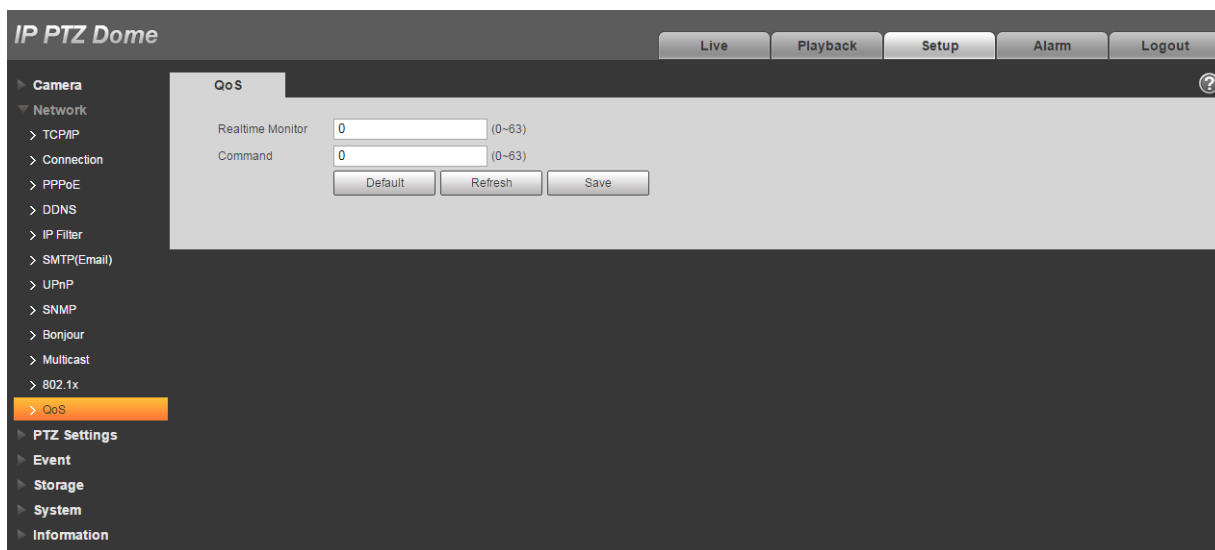 IP PTZ Dome
Live Playback Setup Alarm Logout
Camera
Network
TCP/IP
Connection
PPPoE
DDNS
IP Filter
SMTP(Email)
UPnP
SNMP
Bonjour
Multicast
802.1x
QoS
PTZ Settings
Event
Storage
System
Information
QoS
?
Realtime Monitor 0 (0~63)
Command 0 (0~63)
Default Refresh Save